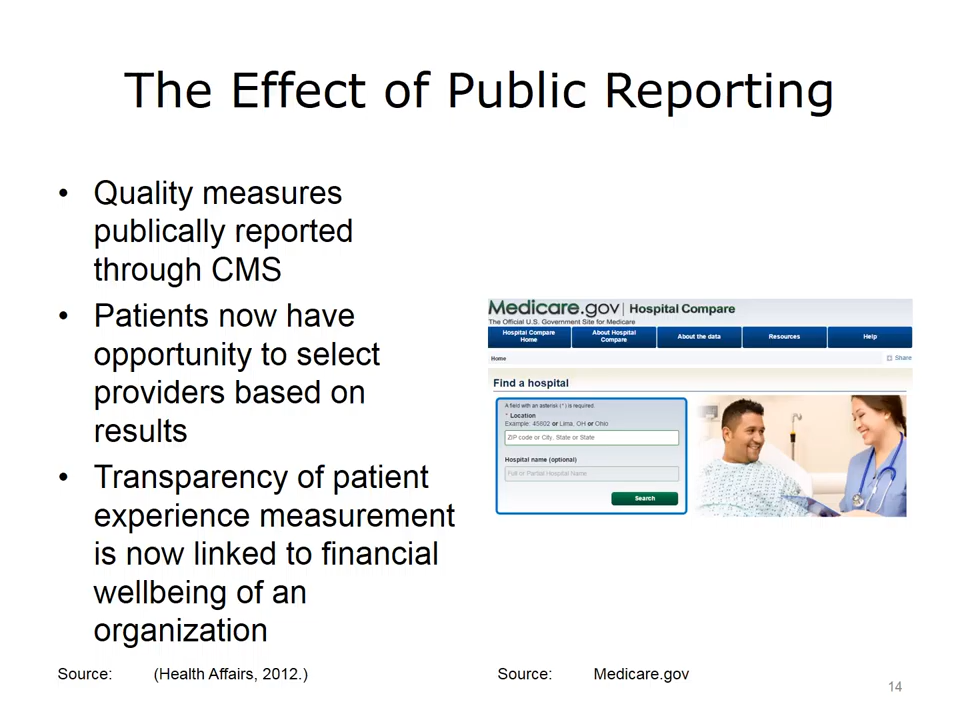 The Effect of Public Reporting
• Quality measures
publically reported
through CMS
• Patients now have
opportunity to select
providers based on
results
• Transparency of patient
experience measurement
is now linked to financial
wellbeing of an
organization
Source: (Health Affairs, 2012.)
Medicare.gov | Hospital Compare
The Official U.S. Government Site for Medicare
Hospital Compare Home
About Hospital Compare
About the data
Resources
Help
Home
Share
Find a hospital
A field with an asterisk (*) is required.
* Location
Example: 45802 or Lima, OH or Ohio
ZIP code or City, State or State
Hospital name (optional)
Full or Partial Hospital Name
Search
Source: Medicare.gov
14